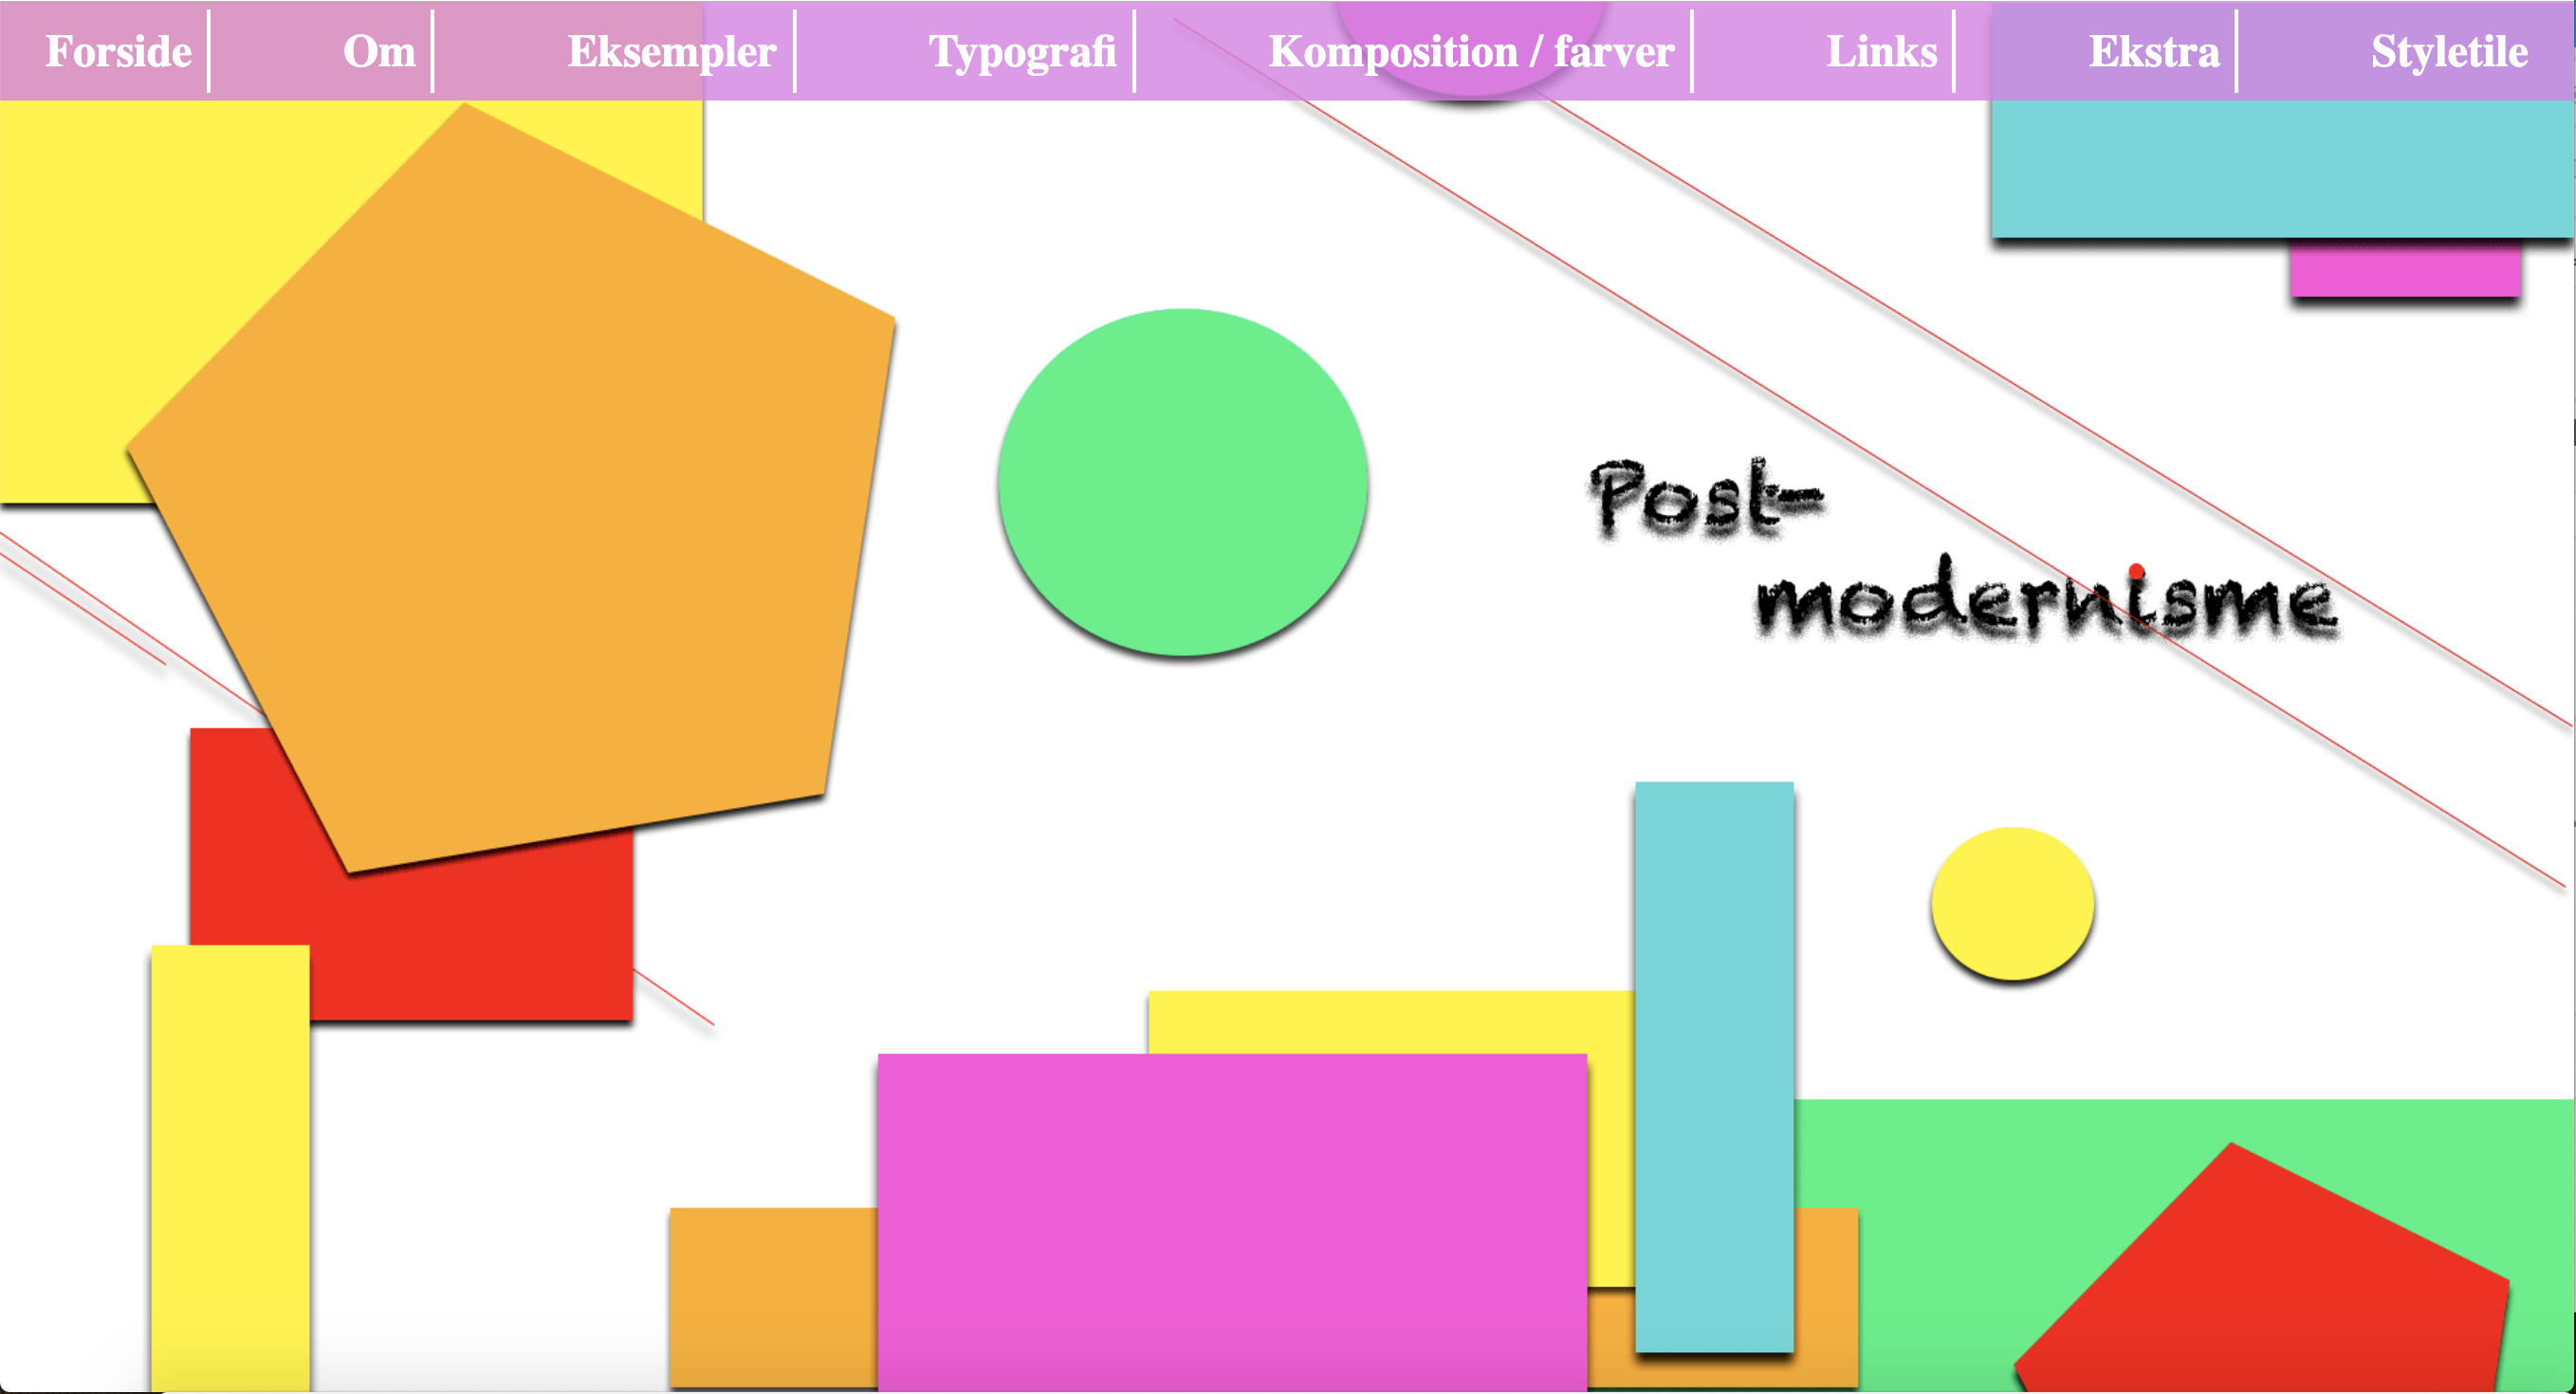 Forside Om Eksempler Typografi Komposition / farver Links Ekstra Styletile
Post-
modernisme